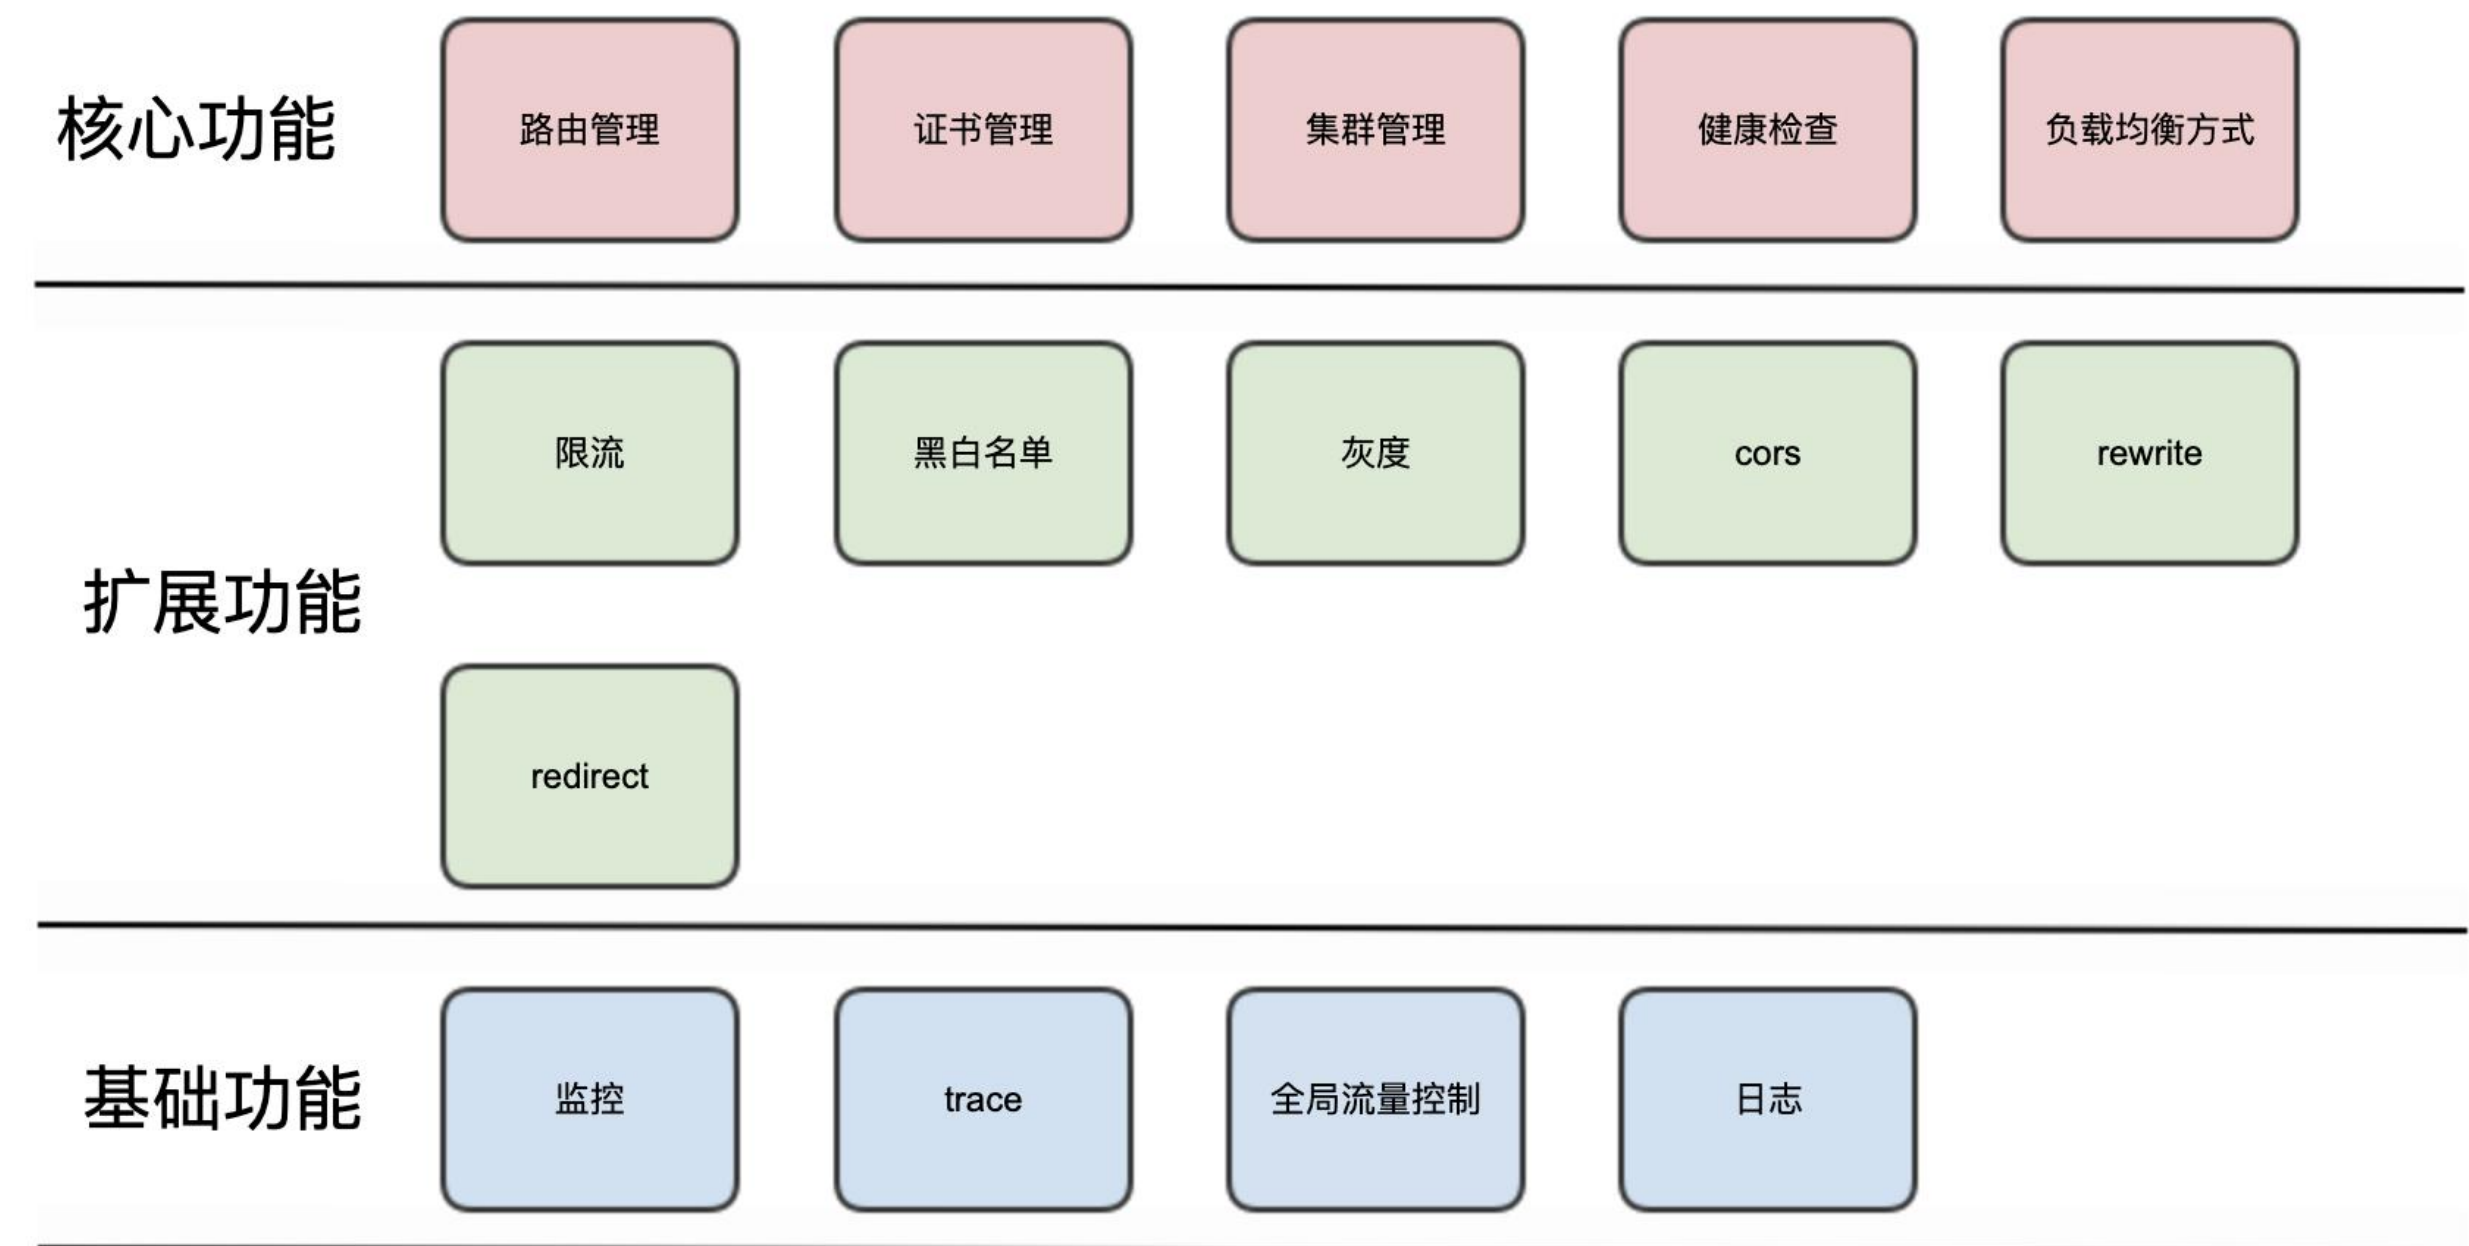 核心功能
路由管理
证书管理
集群管理
健康检查
负载均衡方式
扩展功能
限流
黑白名单
灰度
cors
rewrite
redirect
基础功能
监控
trace
全局流量控制
日志